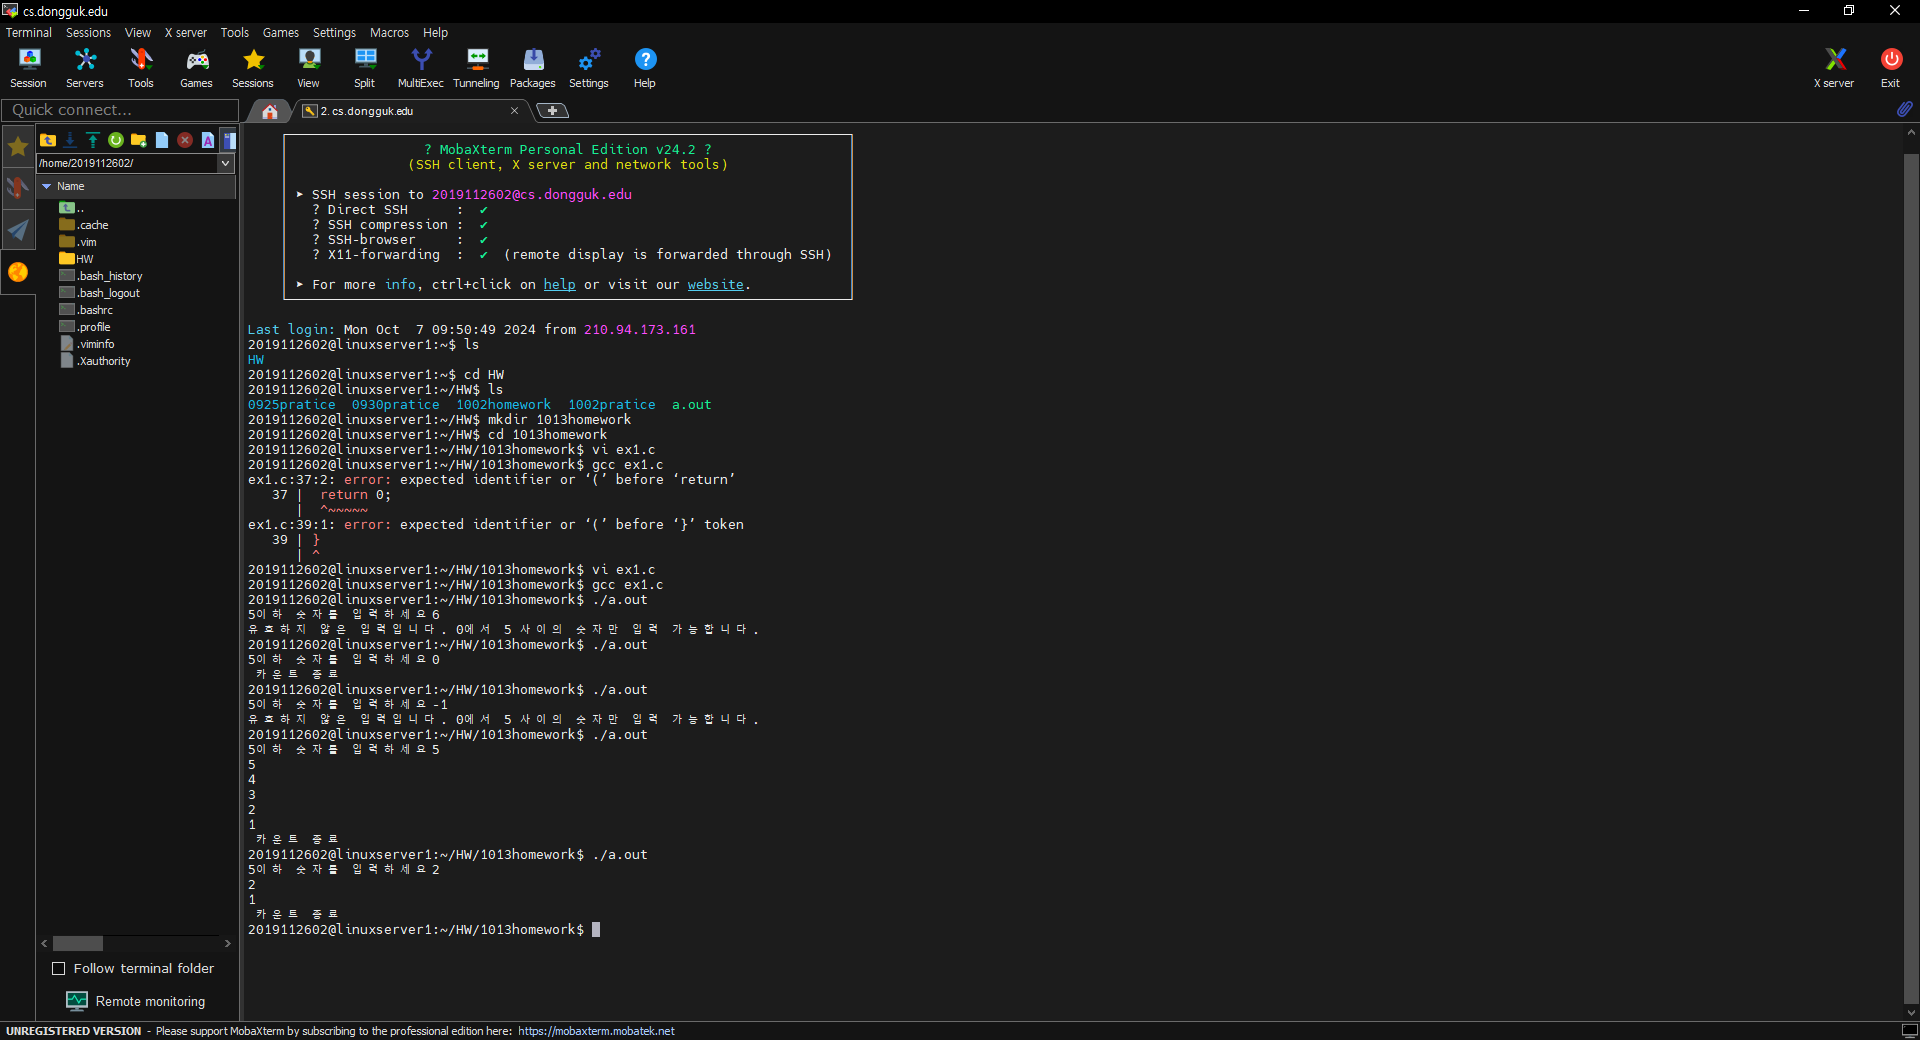 cs.dongguk.edu
Terminal Sessions View X server Tools Games Settings Macros Help
Session Servers Tools Games Sessions View Split MultiExec Tunneling Packages Settings Help X server Exit
Quick connect...
2. cs.dongguk.edu
/home/2019112602/
Name
..
.cache
.vim
HW
.bash_history
.bash_logout
.bashrc
.profile
.viminfo
.Xauthority
Follow terminal folder
Remote monitoring
? MobaXterm Personal Edition v24.2 ?
(SSH client, X server and network tools)
➤ SSH session to 2019112602@cs.dongguk.edu
? Direct SSH : ✔
? SSH compression : ✔
? SSH-browser : ✔
? X11-forwarding : ✔ (remote display is forwarded through SSH)
➤ For more info, ctrl+click on help or visit our website.
Last login: Mon Oct  7 09:50:49 2024 from 210.94.173.161
2019112602@linuxserver1:~$ ls
HW
2019112602@linuxserver1:~$ cd HW
2019112602@linuxserver1:~/HW$ ls
0925pratice  0930pratice  1002homework  1002pratice  a.out
2019112602@linuxserver1:~/HW$ mkdir 1013homework
2019112602@linuxserver1:~/HW$ cd 1013homework
2019112602@linuxserver1:~/HW/1013homework$ vi ex1.c
2019112602@linuxserver1:~/HW/1013homework$ gcc ex1.c
ex1.c:37:2: error: expected identifier or ‘(’ before ‘return’
37 |  return 0;
|  ^~~~~~
ex1.c:39:1: error: expected identifier or ‘(’ before ‘}’ token
39 | }
| ^
2019112602@linuxserver1:~/HW/1013homework$ vi ex1.c
2019112602@linuxserver1:~/HW/1013homework$ gcc ex1.c
2019112602@linuxserver1:~/HW/1013homework$ ./a.out
5이하 숫자를 입력하세요6
유효하지 않은 입력입니다. 0에서 5 사이의 숫자만 입력 가능합니다.
2019112602@linuxserver1:~/HW/1013homework$ ./a.out
5이하 숫자를 입력하세요0
카운트 종료
2019112602@linuxserver1:~/HW/1013homework$ ./a.out
5이하 숫자를 입력하세요-1
유효하지 않은 입력입니다. 0에서 5 사이의 숫자만 입력 가능합니다.
2019112602@linuxserver1:~/HW/1013homework$ ./a.out
5이하 숫자를 입력하세요5
5
4
3
2
1
카운트 종료
2019112602@linuxserver1:~/HW/1013homework$ ./a.out
5이하 숫자를 입력하세요2
2
1
카운트 종료
2019112602@linuxserver1:~/HW/1013homework$
UNREGISTERED VERSION - Please support MobaXterm by subscribing to the professional edition here: https://mobaxterm.mobatek.net